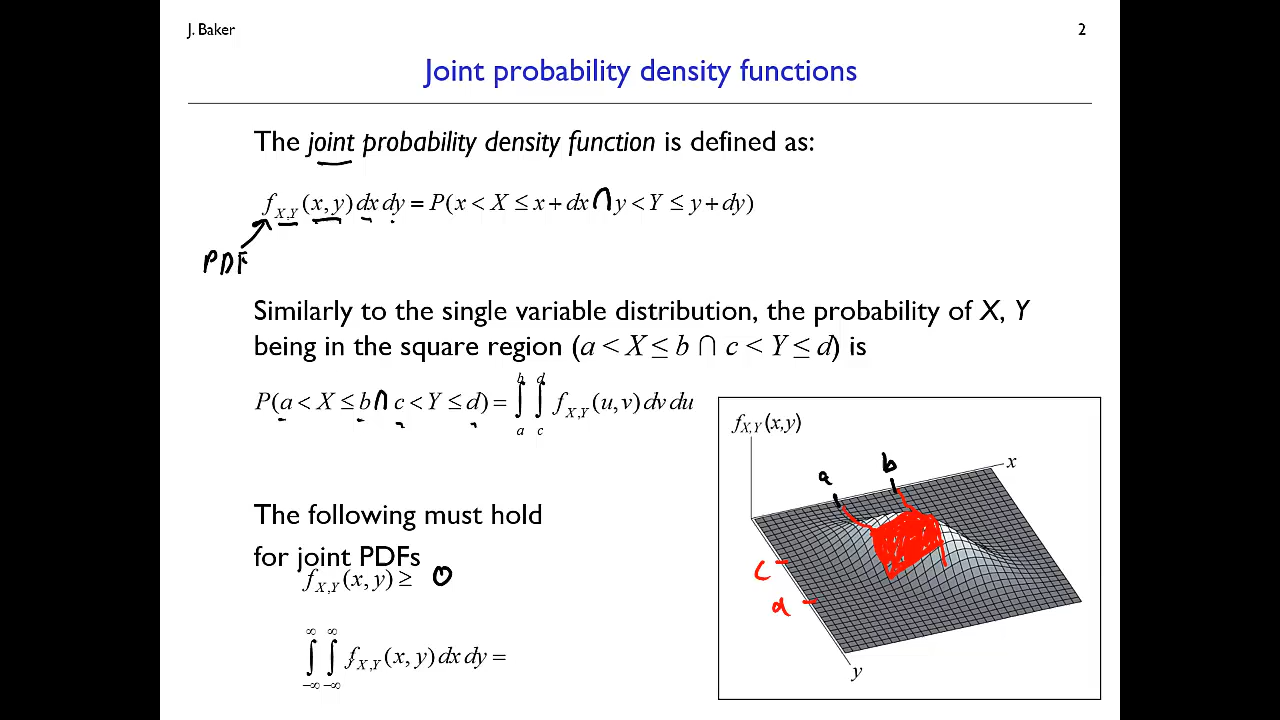 J. Baker 2
Joint probability density functions
The joint probability density function is defined as:
f_{X,Y}(x,y) dx dy = P(x < X ≤ x + dx ∩ y < Y ≤ y + dy)
PDF
Similarly to the single variable distribution, the probability of X, Y
being in the square region (a < X ≤ b ∩ c < Y ≤ d) is
P(a < X ≤ b ∩ c < Y ≤ d) = ∫_a^b ∫_c^d f_{X,Y}(u,v) dv du
The following must hold
for joint PDFs
f_{X,Y}(x,y) ≥ 0
∫_{-∞}^{∞} ∫_{-∞}^{∞} f_{X,Y}(x,y) dx dy =
f_{X,Y}(x,y)
x
a
b
c
d
y